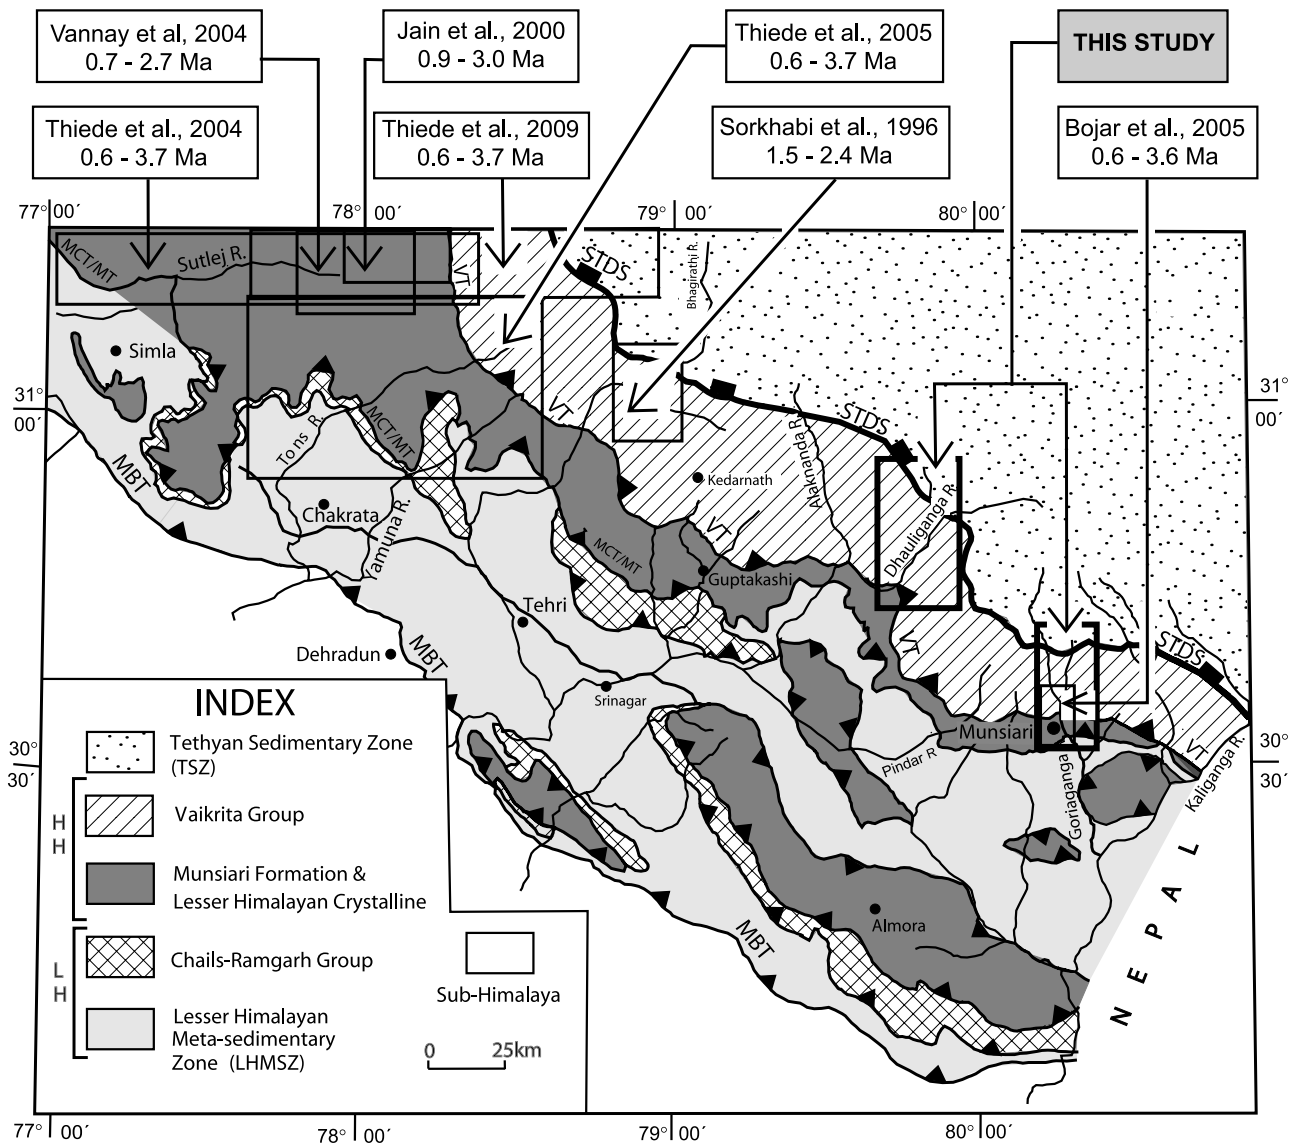 Vannay et al, 2004
0.7 - 2.7 Ma
Jain et al., 2000
0.9 - 3.0 Ma
Thiede et al., 2005
0.6 - 3.7 Ma
THIS STUDY
Thiede et al., 2004
0.6 - 3.7 Ma
Thiede et al., 2009
0.6 - 3.7 Ma
Sorkhabi et al., 1996
1.5 - 2.4 Ma
Bojar et al., 2005
0.6 - 3.6 Ma
77° 00′
78° 00′
79° 00′
80° 00′
MCT/MT
Sutlej R.
VT
STDS
Bhagirathi R.
Simla
31°
00′
31°
00′
Tons R.
MCT/MT
VT
STDS
Alaknanda R.
MBT
Kedarnath
Chakrata
Yamuna R.
VT
Dhauliganga R.
MCT/MT
Guptakashi
Tehri
Dehradun
MBT
VT
STDS
Srinagar
Munsiari
Pindar R
VT
Goriaganga
Kaliganga R.
30°
30′
30°
30′
NEPAL
Almora
MBT
INDEX
Tethyan Sedimentary Zone
(TSZ)
HH
Vaikrita Group
Munsiari Formation &
Lesser Himalayan Crystalline
LH
Chails-Ramgarh Group
Lesser Himalayan
Meta-sedimentary
Zone (LHMSZ)
Sub-Himalaya
0 25km
77° 00′
78° 00′
79° 00′
80° 00′